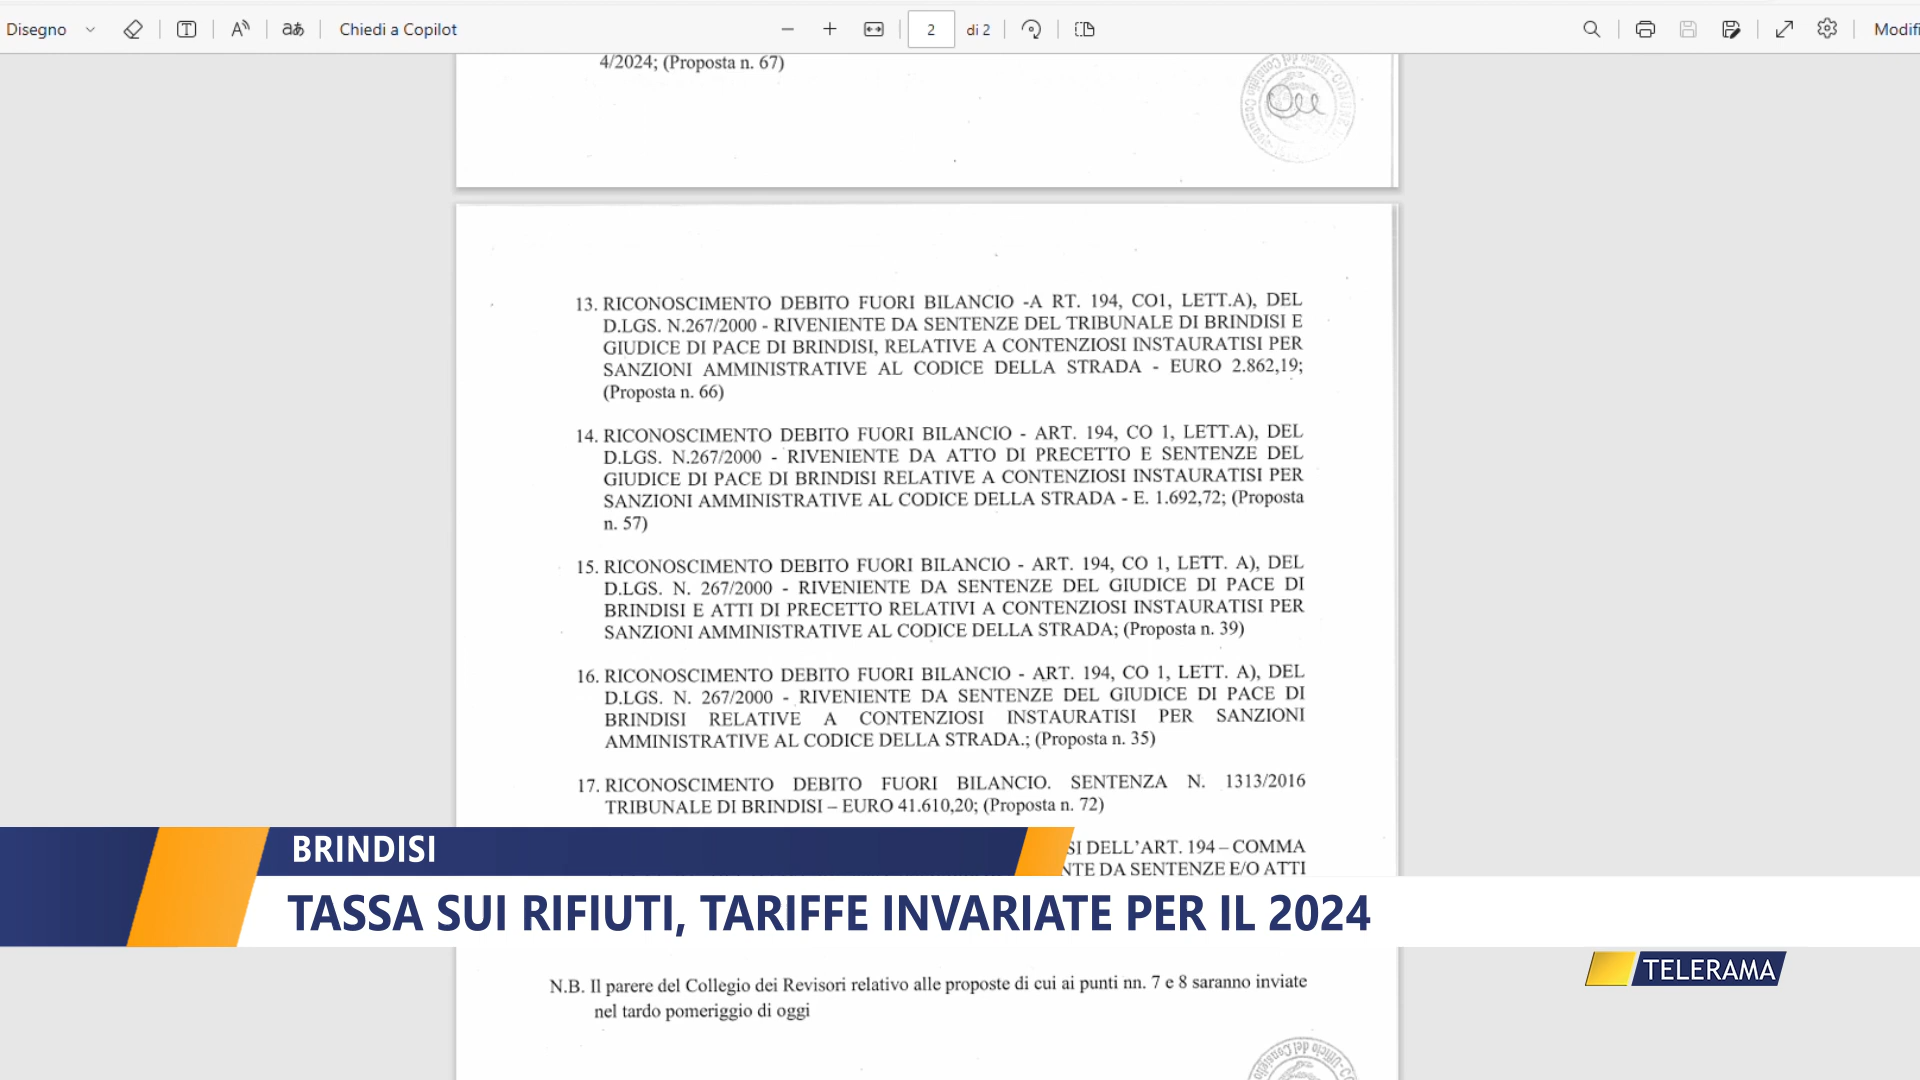 Disegno
Chiedi a Copilot
2 di 2
Modifi
4/2024; (Proposta n. 67)
13. RICONOSCIMENTO DEBITO FUORI BILANCIO -A RT. 194, CO1, LETT.A), DEL
D.LGS. N.267/2000 - RIVENIENTE DA SENTENZE DEL TRIBUNALE DI BRINDISI E
GIUDICE DI PACE DI BRINDISI, RELATIVE A CONTENZIOSI INSTAURATISI PER
SANZIONI AMMINISTRATIVE AL CODICE DELLA STRADA - EURO 2.862,19;
(Proposta n. 66)
14. RICONOSCIMENTO DEBITO FUORI BILANCIO - ART. 194, CO 1, LETT.A), DEL
D.LGS. N.267/2000 - RIVENIENTE DA ATTO DI PRECETTO E SENTENZE DEL
GIUDICE DI PACE DI BRINDISI RELATIVE A CONTENZIOSI INSTAURATISI PER
SANZIONI AMMINISTRATIVE AL CODICE DELLA STRADA - E. 1.692,72; (Proposta
n. 57)
15. RICONOSCIMENTO DEBITO FUORI BILANCIO - ART. 194, CO 1, LETT. A), DEL
D.LGS. N. 267/2000 - RIVENIENTE DA SENTENZE DEL GIUDICE DI PACE DI
BRINDISI E ATTI DI PRECETTO RELATIVI A CONTENZIOSI INSTAURATISI PER
SANZIONI AMMINISTRATIVE AL CODICE DELLA STRADA; (Proposta n. 39)
16. RICONOSCIMENTO DEBITO FUORI BILANCIO - ART. 194, CO 1, LETT. A), DEL
D.LGS. N. 267/2000 - RIVENIENTE DA SENTENZE DEL GIUDICE DI PACE DI
BRINDISI RELATIVE A CONTENZIOSI INSTAURATISI PER SANZIONI
AMMINISTRATIVE AL CODICE DELLA STRADA.; (Proposta n. 35)
17. RICONOSCIMENTO DEBITO FUORI BILANCIO. SENTENZA N. 1313/2016
TRIBUNALE DI BRINDISI – EURO 41.610,20; (Proposta n. 72)
SI DELL'ART. 194 – COMMA
NTE DA SENTENZE E/O ATTI
BRINDISI
TASSA SUI RIFIUTI, TARIFFE INVARIATE PER IL 2024
TELERAMA
N.B. Il parere del Collegio dei Revisori relativo alle proposte di cui ai punti nn. 7 e 8 saranno inviate
nel tardo pomeriggio di oggi